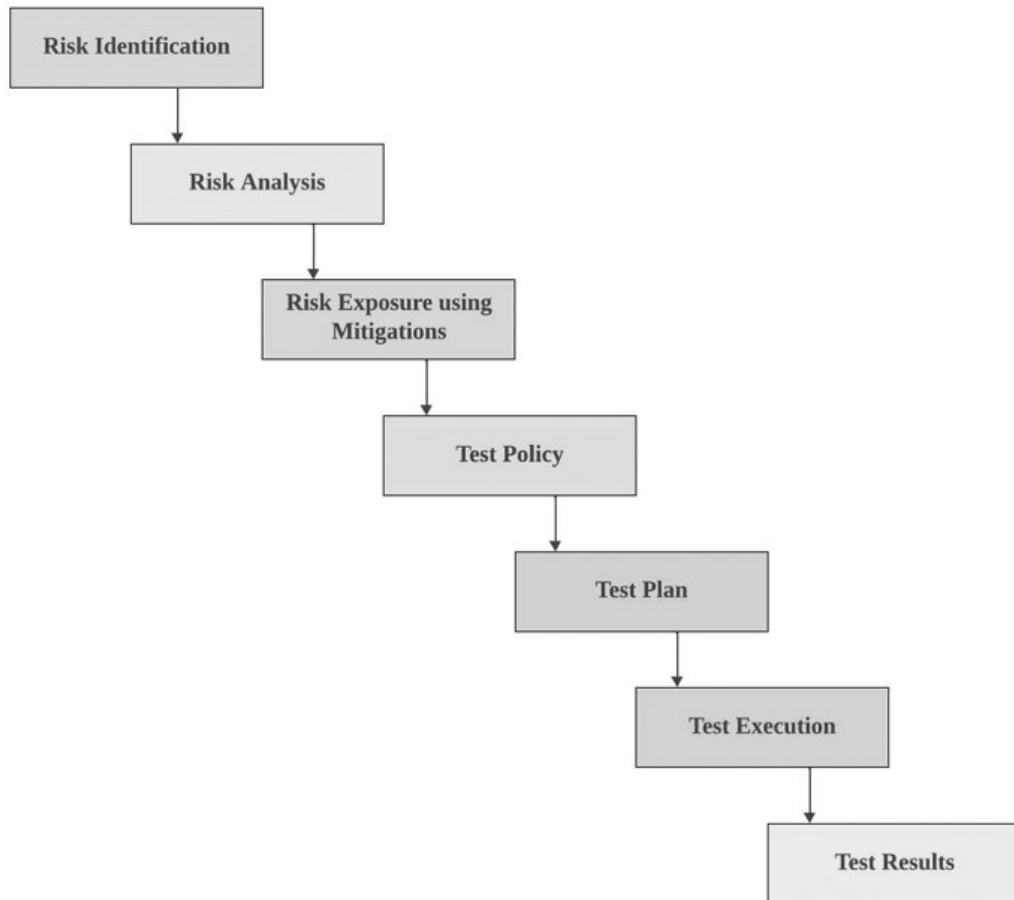 Risk Identification
Risk Analysis
Risk Exposure using
Mitigations
Test Policy
Test Plan
Test Execution
Test Results